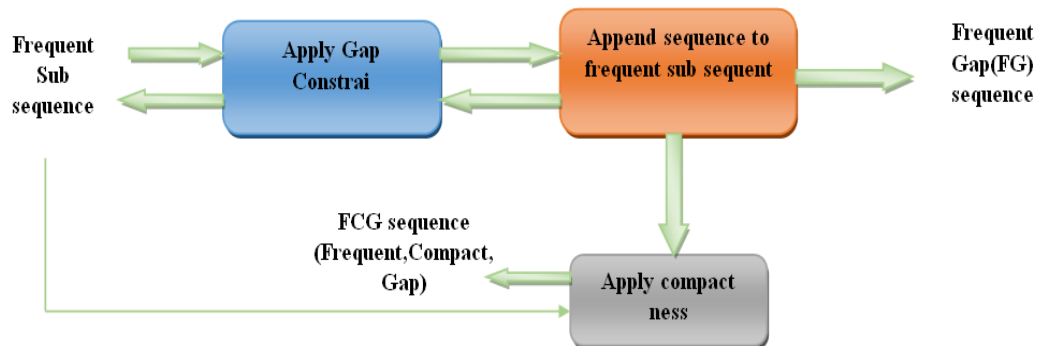 Frequent
Sub
sequence
Apply Gap
Constrai
Append sequence to
frequent sub sequent
Frequent
Gap(FG)
sequence
FCG sequence
(Frequent,Compact,
Gap)
Apply compact
ness